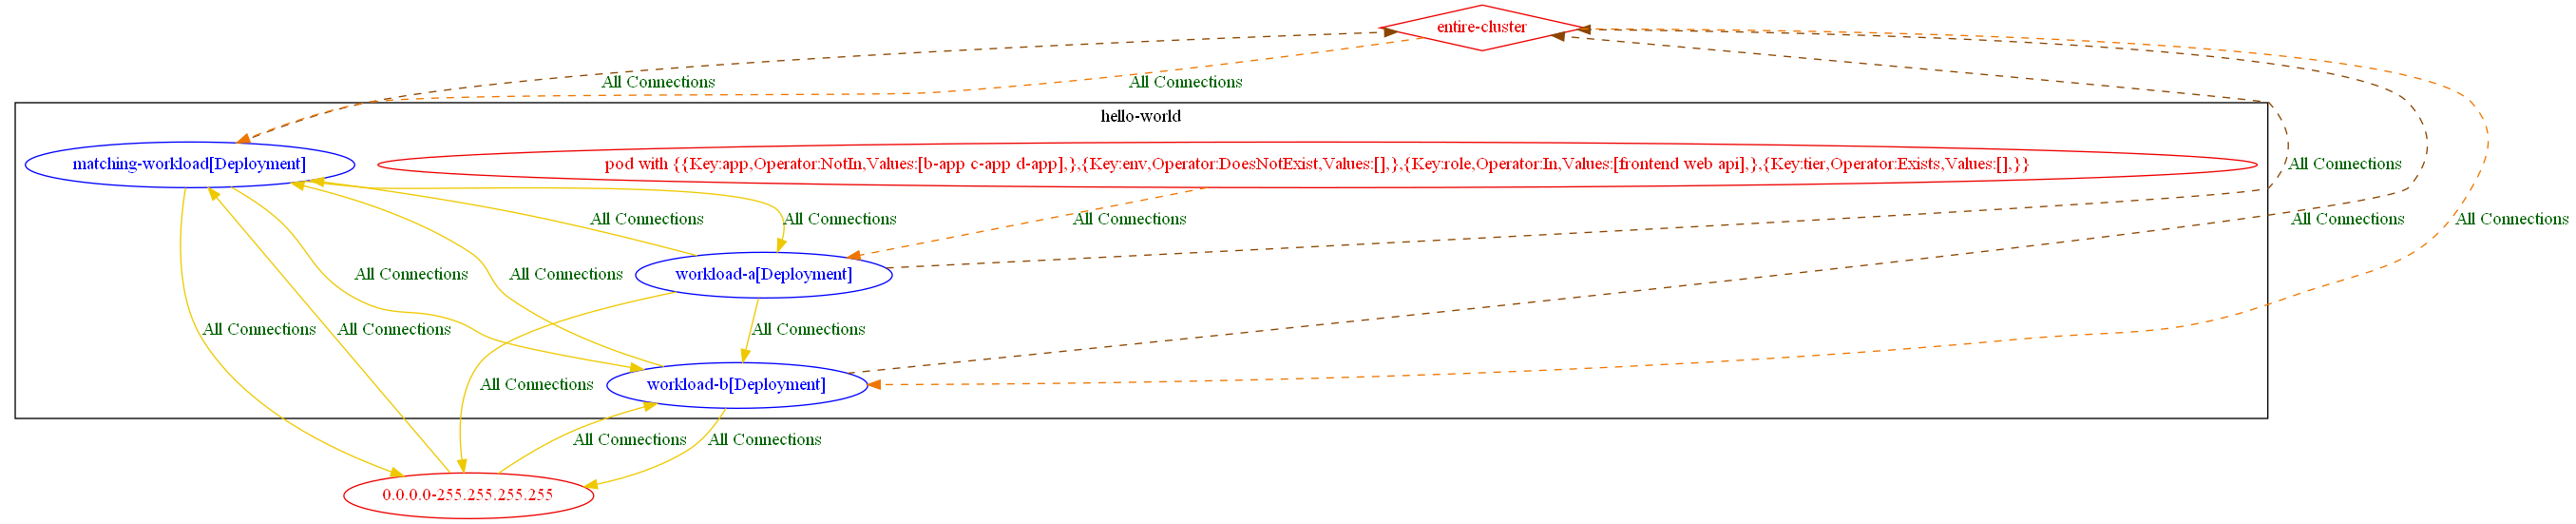 entire-cluster
All Connections
All Connections
hello-world
matching-workload[Deployment]
pod with {{Key:app,Operator:NotIn,Values:[b-app c-app d-app],},{Key:env,Operator:DoesNotExist,Values:[],},{Key:role,Operator:In,Values:[frontend web api],},{Key:tier,Operator:Exists,Values:[],}}
All Connections
All Connections
All Connections
All Connections
All Connections
All Connections
workload-a[Deployment]
All Connections
All Connections
All Connections
All Connections
All Connections
workload-b[Deployment]
All Connections
All Connections
All Connections
0.0.0.0-255.255.255.255